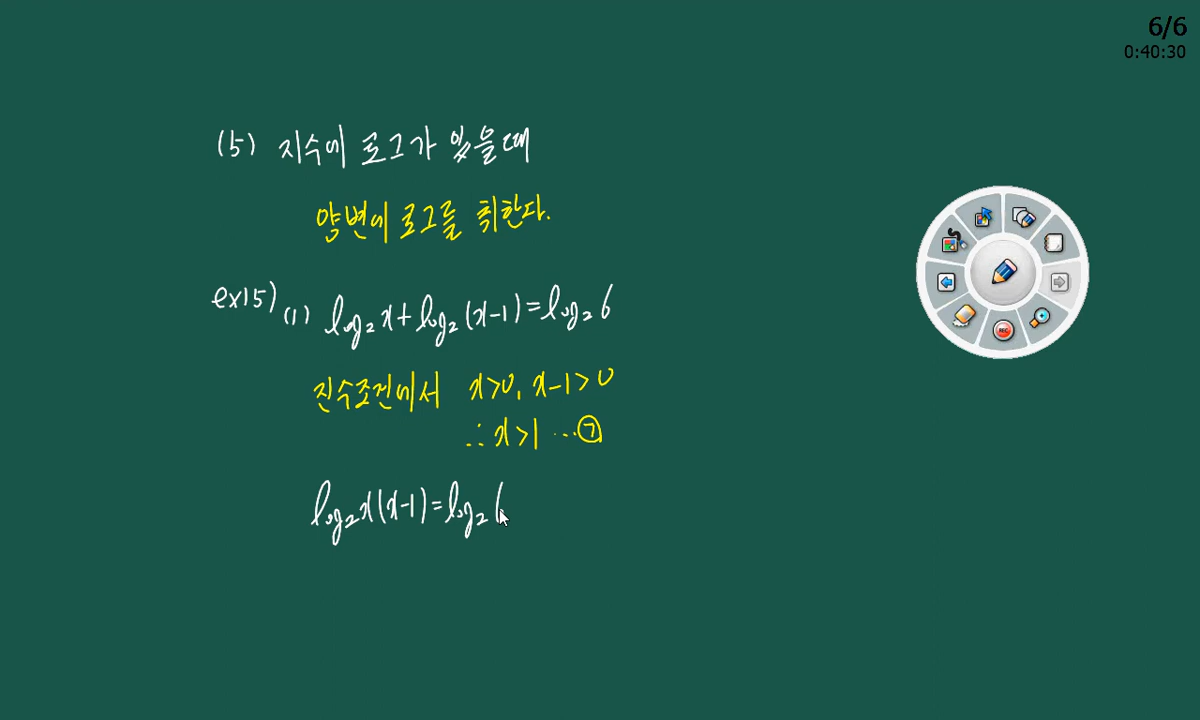 6/6
0:40:30
(5) 지수에 로그가 있을때
양변에 로그를 취한다.
ex15) (1) log₂x+log₂(x-1)=log₂6
진수조건에서 x>0, x-1>0
∴x>1 …㉠
log₂x(x-1)=log₂6
REC